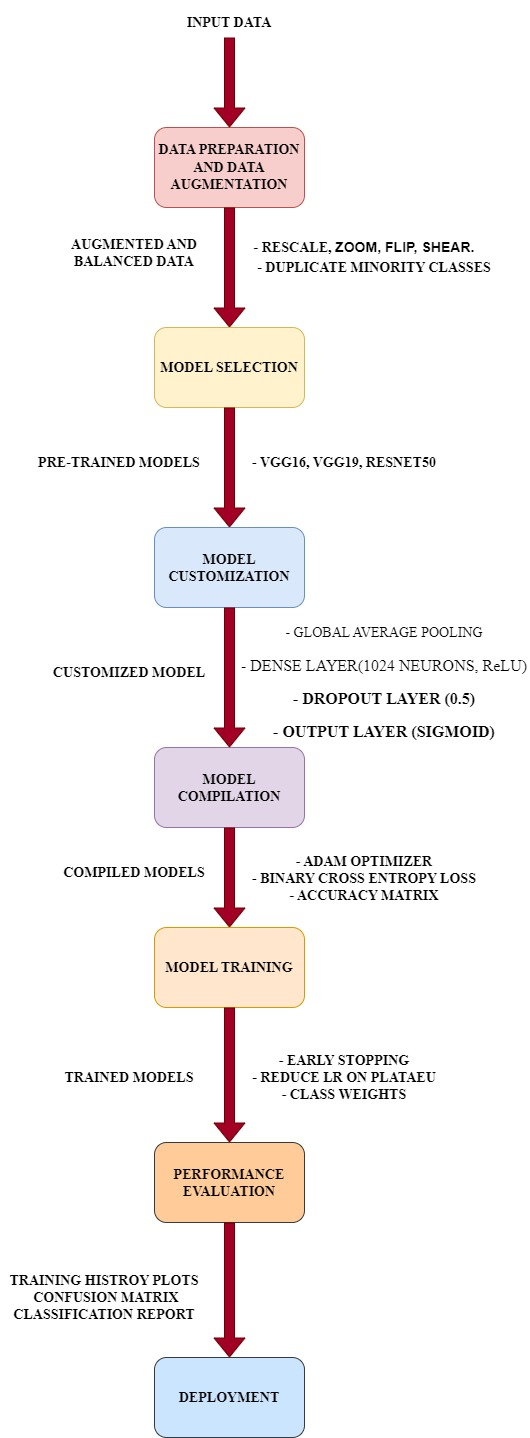 INPUT DATA
DATA PREPARATION
AND DATA
AUGMENTATION
AUGMENTED AND
BALANCED DATA
- RESCALE, ZOOM, FLIP, SHEAR.
- DUPLICATE MINORITY CLASSES
MODEL SELECTION
PRE-TRAINED MODELS
- VGG16, VGG19, RESNET50
MODEL
CUSTOMIZATION
CUSTOMIZED MODEL
- GLOBAL AVERAGE POOLING
- DENSE LAYER(1024 NEURONS, ReLU)
- DROPOUT LAYER (0.5)
- OUTPUT LAYER (SIGMOID)
MODEL
COMPILATION
COMPILED MODELS
- ADAM OPTIMIZER
- BINARY CROSS ENTROPY LOSS
- ACCURACY MATRIX
MODEL TRAINING
TRAINED MODELS
- EARLY STOPPING
- REDUCE LR ON PLATAEU
- CLASS WEIGHTS
PERFORMANCE
EVALUATION
TRAINING HISTROY PLOTS
CONFUSION MATRIX
CLASSIFICATION REPORT
DEPLOYMENT